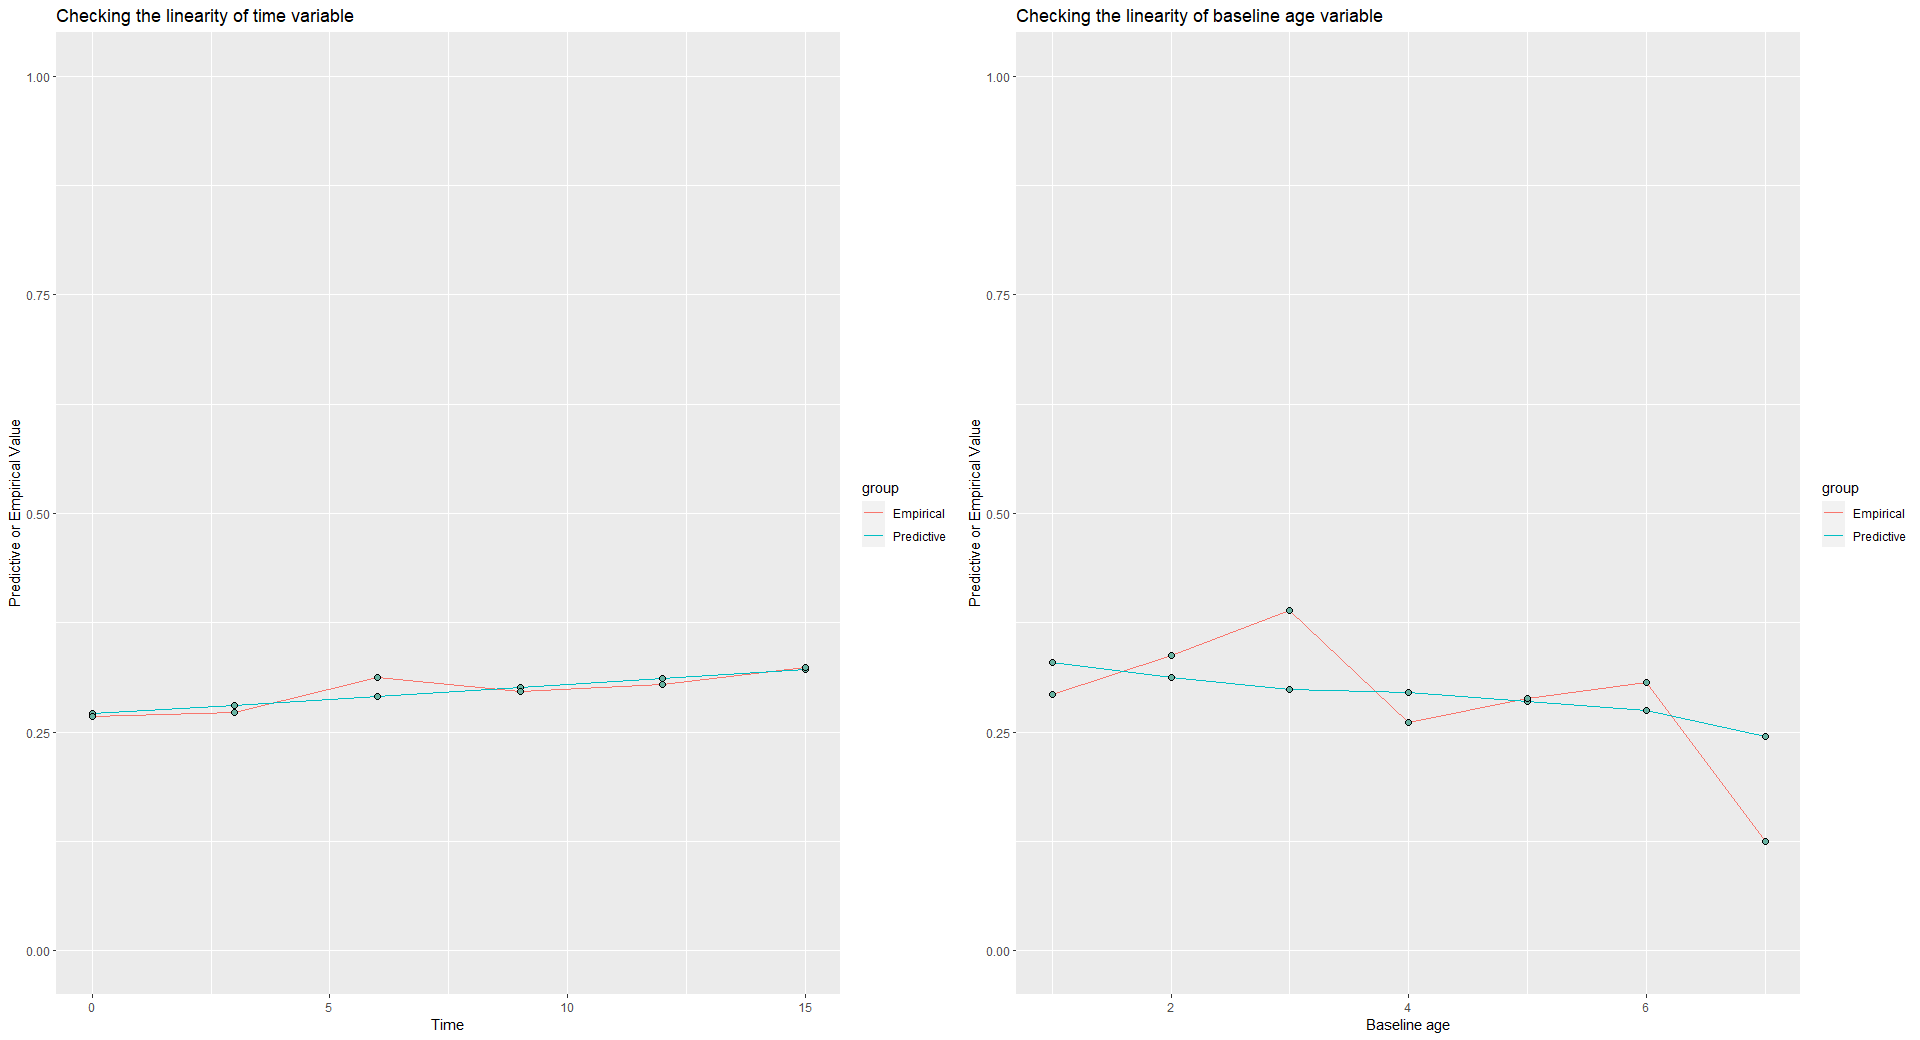 Checking the linearity of time variable
1.00
0.75
0.50
0.25
0.00
Predictive or Empirical Value
0
5
10
15
Time
group
Empirical
Predictive
Checking the linearity of baseline age variable
1.00
0.75
0.50
0.25
0.00
Predictive or Empirical Value
2
4
6
Baseline age
group
Empirical
Predictive